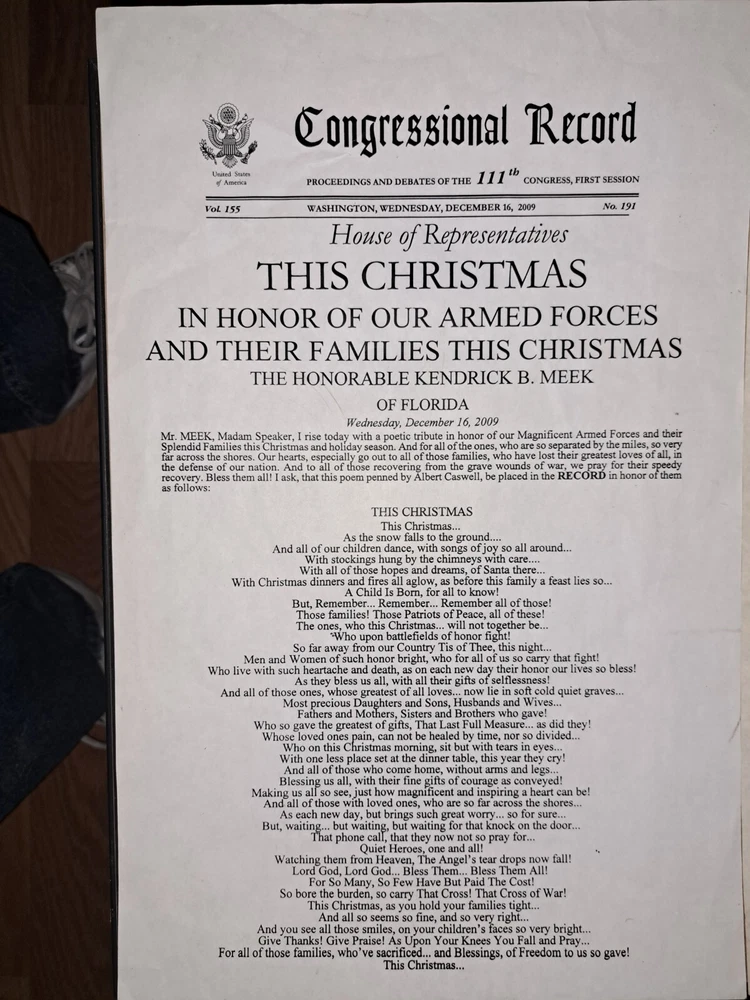 Congressional Record
United States
of America
PROCEEDINGS AND DEBATES OF THE 111th CONGRESS, FIRST SESSION
Vol. 155 WASHINGTON, WEDNESDAY, DECEMBER 16, 2009 No. 191
House of Representatives
THIS CHRISTMAS
IN HONOR OF OUR ARMED FORCES
AND THEIR FAMILIES THIS CHRISTMAS
THE HONORABLE KENDRICK B. MEEK
OF FLORIDA
Wednesday, December 16, 2009
Mr. MEEK, Madam Speaker, I rise today with a poetic tribute in honor of our Magnificent Armed Forces and their
Splendid Families this Christmas and holiday season. And for all of the ones, who are so separated by the miles, so very
far across the shores. Our hearts, especially go out to all of those families, who have lost their greatest loves of all, in
the defense of our nation. And to all of those recovering from the grave wounds of war, we pray for their speedy
recovery. Bless them all! I ask, that this poem penned by Albert Caswell, be placed in the RECORD in honor of them
as follows:
THIS CHRISTMAS
This Christmas...
As the snow falls to the ground....
And all of our children dance, with songs of joy so all around...
With stockings hung by the chimneys with care....
With all of those hopes and dreams, of Santa there...
With Christmas dinners and fires all aglow, as before this family a feast lies so...
A Child Is Born, for all to know!
But, Remember... Remember... Remember all of those!
Those families! Those Patriots of Peace, all of these!
The ones, who this Christmas... will not together be...
Who upon battlefields of honor fight!
So far away from our Country Tis of Thee, this night...
Men and Women of such honor bright, who for all of us so carry that fight!
Who live with such heartache and death, as on each new day their honor our lives so bless!
As they bless us all, with all their gifts of selflessness!
And all of those ones, whose greatest of all loves... now lie in soft cold quiet graves...
Most precious Daughters and Sons, Husbands and Wives...
Fathers and Mothers, Sisters and Brothers who gave!
Who so gave the greatest of gifts, That Last Full Measure... as did they!
Whose loved ones pain, can not be healed by time, nor so divided...
Who on this Christmas morning, sit but with tears in eyes...
With one less place set at the dinner table, this year they cry!
And all of those who come home, without arms and legs...
Blessing us all, with their fine gifts of courage as conveyed!
Making us all so see, just how magnificent and inspiring a heart can be!
And all of those with loved ones, who are so far across the shores...
As each new day, but brings such great worry... so for sure...
But, waiting... but waiting, but waiting for that knock on the door...
That phone call, that they now not so pray for...
Quiet Heroes, one and all!
Watching them from Heaven, The Angel's tear drops now fall!
Lord God, Lord God... Bless Them... Bless Them All!
For So Many, So Few Have But Paid The Cost!
So bore the burden, so carry That Cross! That Cross of War!
This Christmas, as you hold your families tight...
And all so seems so fine, and so very right...
And you see all those smiles, on your children's faces so very bright...
Give Thanks! Give Praise! As Upon Your Knees You Fall and Pray...
For all of those families, who've sacrificed... and Blessings, of Freedom to us so gave!
This Christmas...